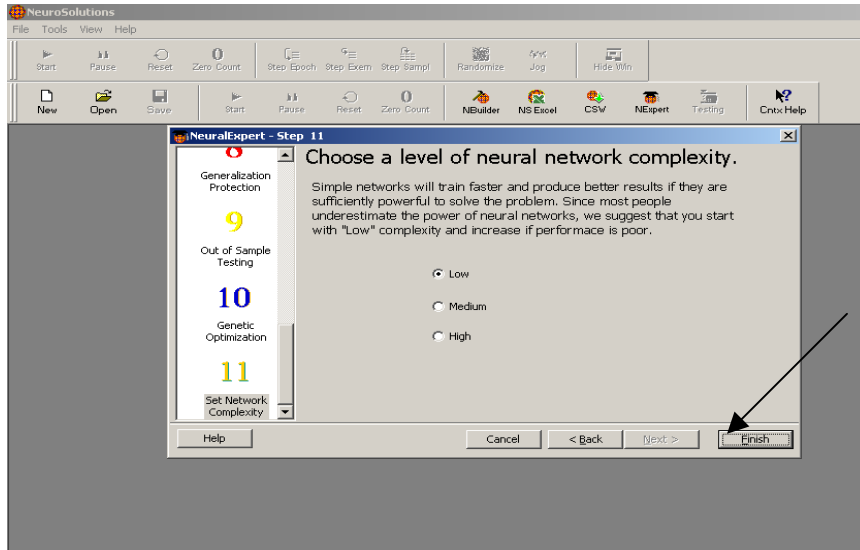 NeuroSolutions
File Tools View Help
Start Pause Reset Zero Count Step Epoch Step Exem Step Sampl Randomize Jog Hide Win
New Open Save Start Pause Reset Zero Count NBuilder NS Excel CSV NExpert Testing Cntx Help
NeuralExpert - Step 11
Generalization
Protection
9
Out of Sample
Testing
10
Genetic
Optimization
11
Set Network
Complexity
Choose a level of neural network complexity.
Simple networks will train faster and produce better results if they are
sufficiently powerful to solve the problem. Since most people
underestimate the power of neural networks, we suggest that you start
with "Low" complexity and increase if performace is poor.
Low
Medium
High
Help Cancel < Back Next > Finish